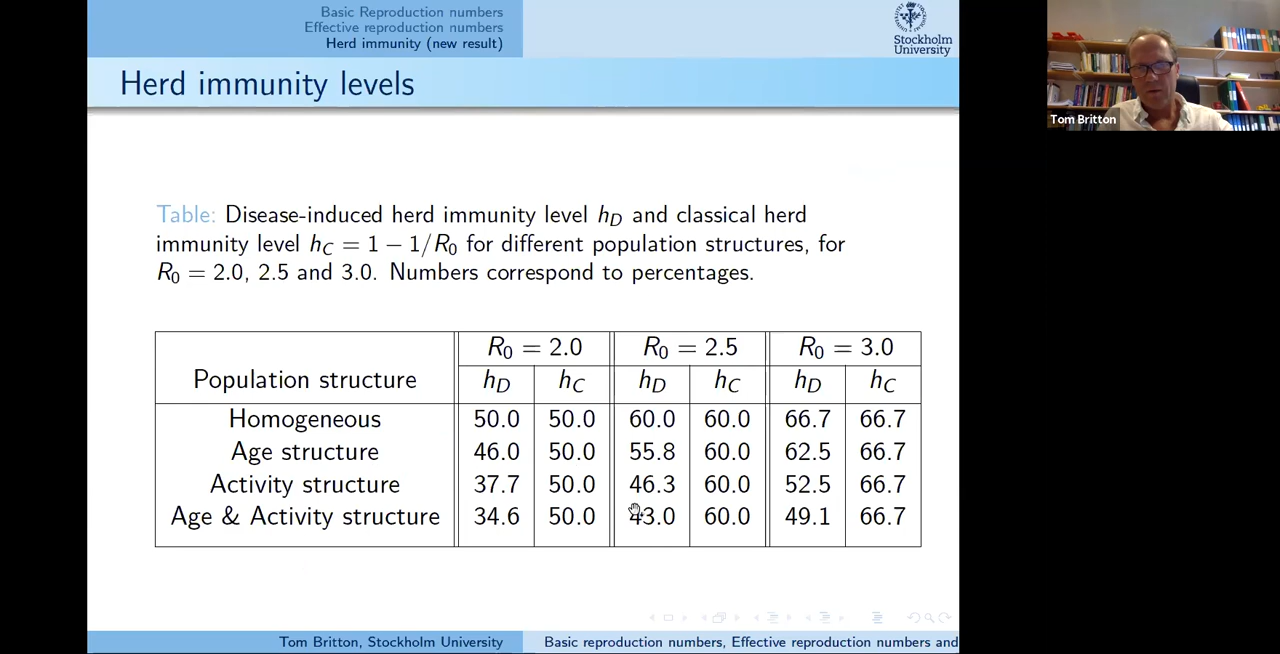 Basic Reproduction numbers
Effective reproduction numbers
Herd immunity (new result)
Stockholm
University
Tom Britton
Herd immunity levels
Table: Disease-induced herd immunity level h_D and classical herd
immunity level h_C = 1 − 1/R_0 for different population structures, for
R_0 = 2.0, 2.5 and 3.0. Numbers correspond to percentages.
R_0 = 2.0 R_0 = 2.5 R_0 = 3.0
Population structure h_D h_C h_D h_C h_D h_C
Homogeneous 50.0 50.0 60.0 60.0 66.7 66.7
Age structure 46.0 50.0 55.8 60.0 62.5 66.7
Activity structure 37.7 50.0 46.3 60.0 52.5 66.7
Age & Activity structure 34.6 50.0 43.0 60.0 49.1 66.7
Tom Britton, Stockholm University Basic reproduction numbers, Effective reproduction numbers and